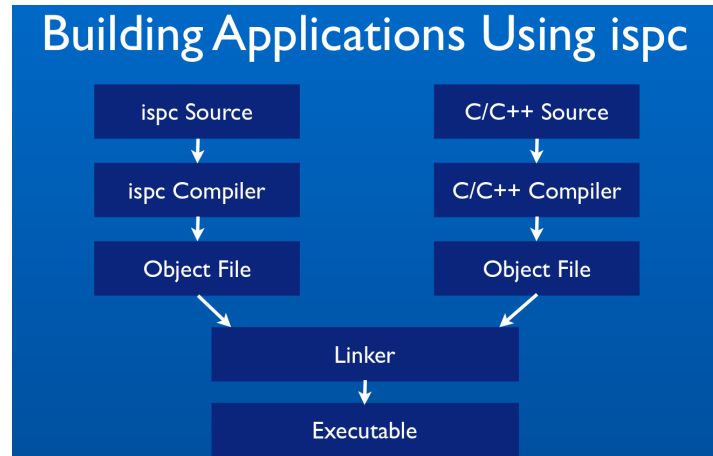 Building Applications Using ispc
ispc Source
C/C++ Source
ispc Compiler
C/C++ Compiler
Object File
Object File
Linker
Executable